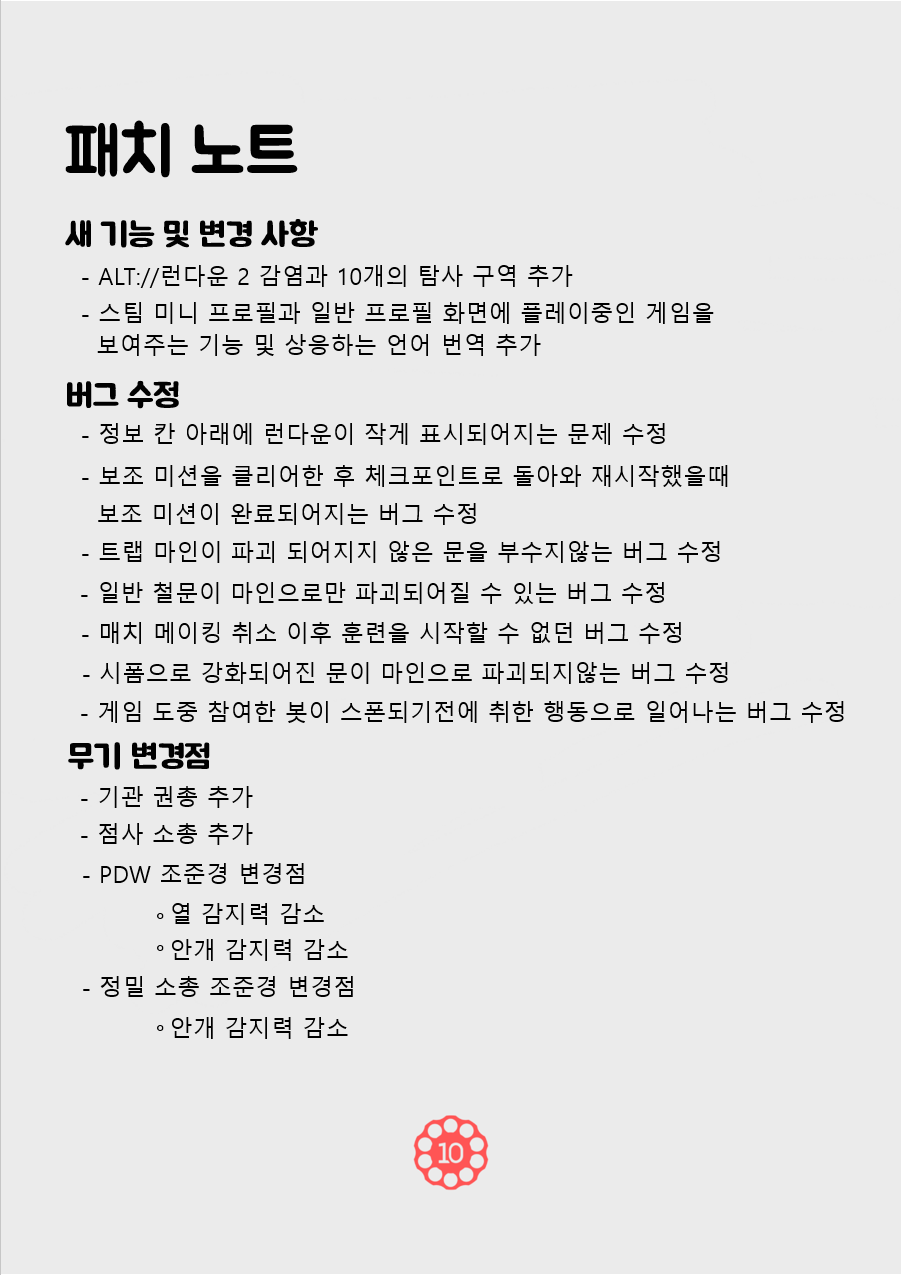 패치 노트
새 기능 및 변경 사항
- ALT://런다운 2 감염과 10개의 탐사 구역 추가
- 스팀 미니 프로필과 일반 프로필 화면에 플레이중인 게임을
보여주는 기능 및 상응하는 언어 번역 추가
버그 수정
- 정보 칸 아래에 런다운이 작게 표시되어지는 문제 수정
- 보조 미션을 클리어한 후 체크포인트로 돌아와 재시작했을때
보조 미션이 완료되어지는 버그 수정
- 트랩 마인이 파괴 되어지지 않은 문을 부수지않는 버그 수정
- 일반 철문이 마인으로만 파괴되어질 수 있는 버그 수정
- 매치 메이킹 취소 이후 훈련을 시작할 수 없던 버그 수정
- 시폼으로 강화되어진 문이 마인으로 파괴되지않는 버그 수정
- 게임 도중 참여한 봇이 스폰되기전에 취한 행동으로 일어나는 버그 수정
무기 변경점
- 기관 권총 추가
- 점사 소총 추가
- PDW 조준경 변경점
∘ 열 감지력 감소
∘ 안개 감지력 감소
- 정밀 소총 조준경 변경점
∘ 안개 감지력 감소
10